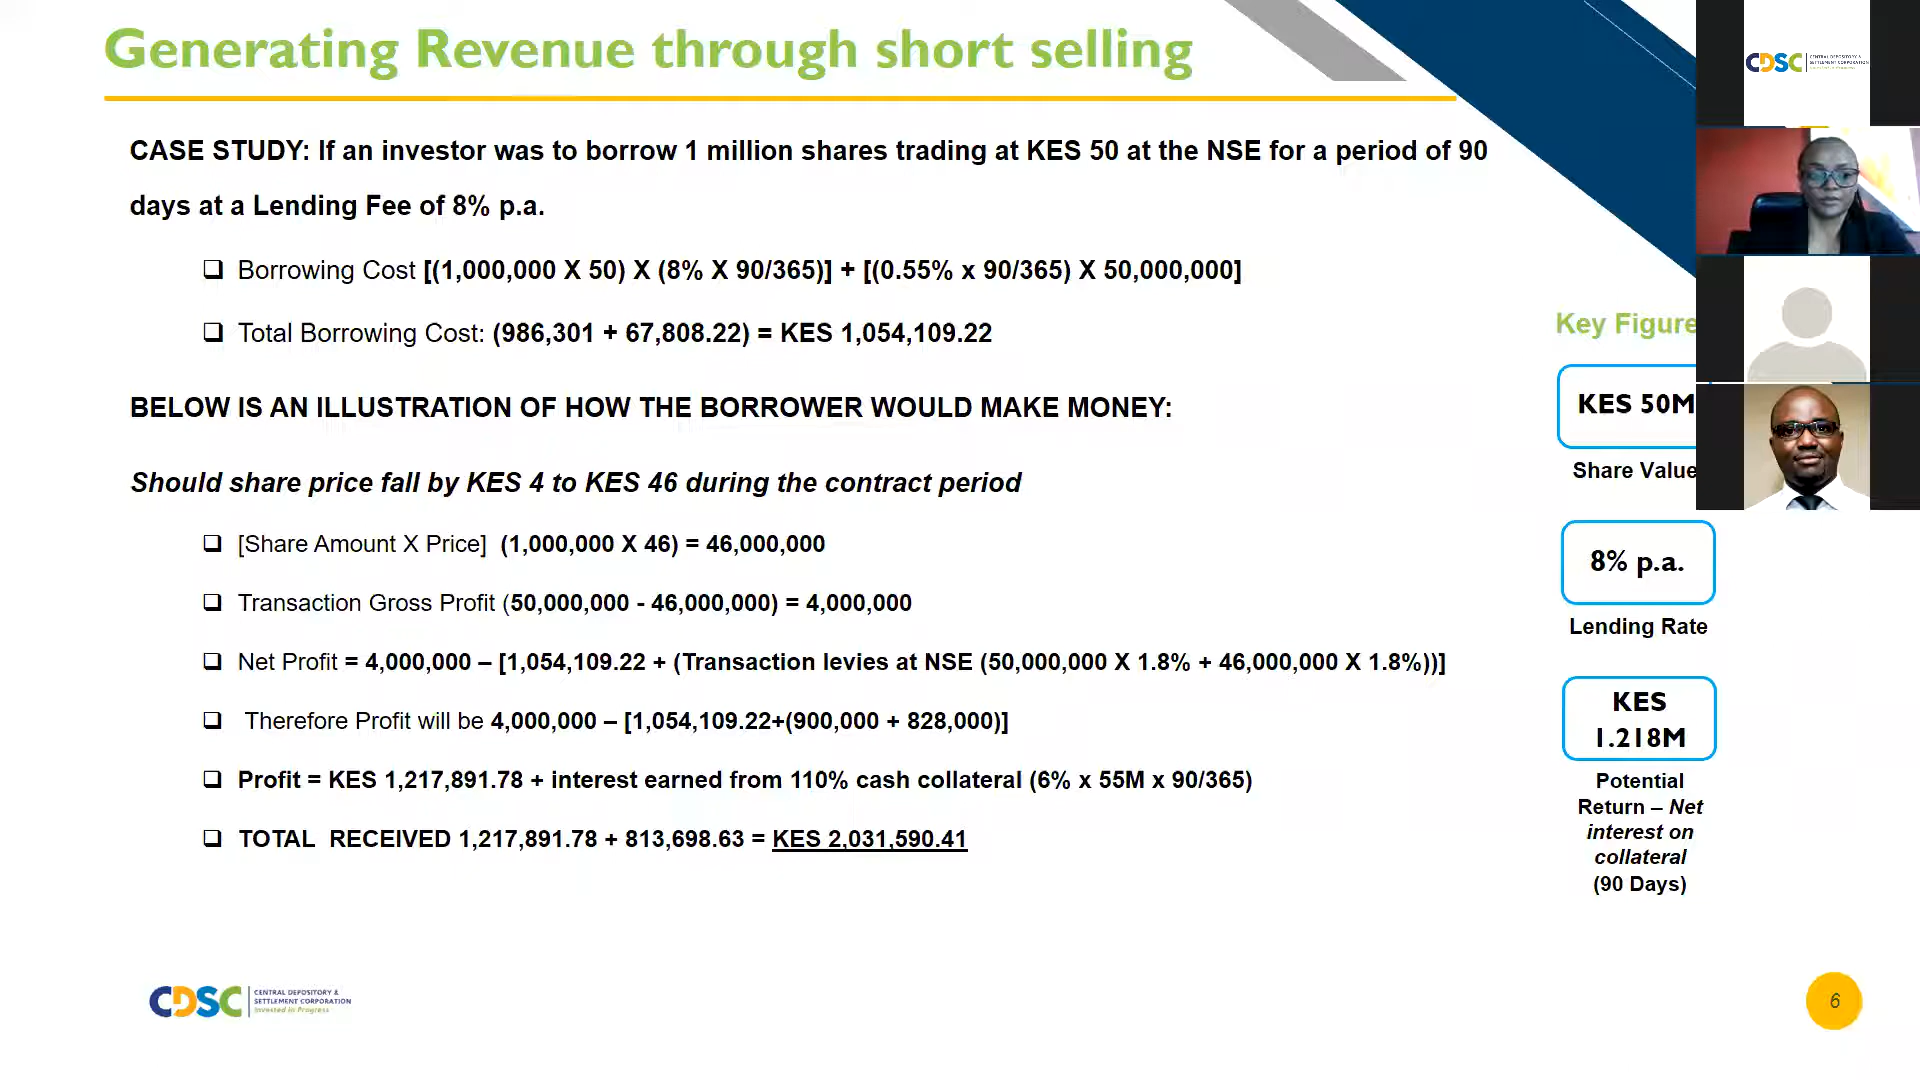 Generating Revenue through short selling
CASE STUDY: If an investor was to borrow 1 million shares trading at KES 50 at the NSE for a period of 90
days at a Lending Fee of 8% p.a.
❑ Borrowing Cost [(1,000,000 X 50) X (8% X 90/365)] + [(0.55% x 90/365) X 50,000,000]
❑ Total Borrowing Cost: (986,301 + 67,808.22) = KES 1,054,109.22
BELOW IS AN ILLUSTRATION OF HOW THE BORROWER WOULD MAKE MONEY:
Should share price fall by KES 4 to KES 46 during the contract period
❑ [Share Amount X Price] (1,000,000 X 46) = 46,000,000
❑ Transaction Gross Profit (50,000,000 - 46,000,000) = 4,000,000
❑ Net Profit = 4,000,000 – [1,054,109.22 + (Transaction levies at NSE (50,000,000 X 1.8% + 46,000,000 X 1.8%))]
❑ Therefore Profit will be 4,000,000 – [1,054,109.22+(900,000 + 828,000)]
❑ Profit = KES 1,217,891.78 + interest earned from 110% cash collateral (6% x 55M x 90/365)
❑ TOTAL RECEIVED 1,217,891.78 + 813,698.63 = KES 2,031,590.41
Key Figure
KES 50M
Share Value
8% p.a.
Lending Rate
KES
1.218M
Potential
Return – Net
interest on
collateral
(90 Days)
CDSC
CENTRAL DEPOSITORY &
SETTLEMENT CORPORATION
Invested in Progress
6
CDSC
CENTRAL DEPOSITORY &
SETTLEMENT CORPORATION